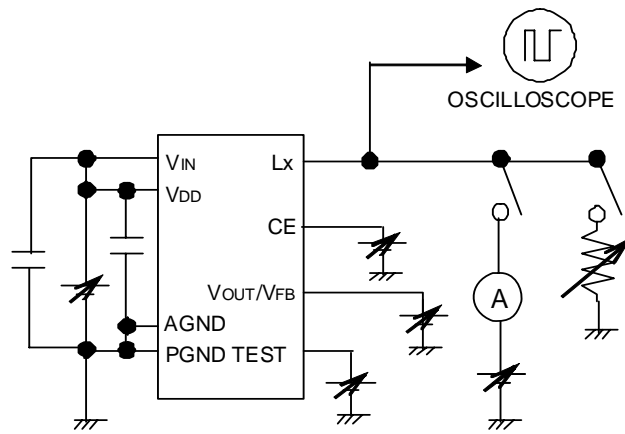 OSCILLOSCOPE
VIN Lx
VDD
CE
VOUT/VFB
A
AGND
PGND TEST